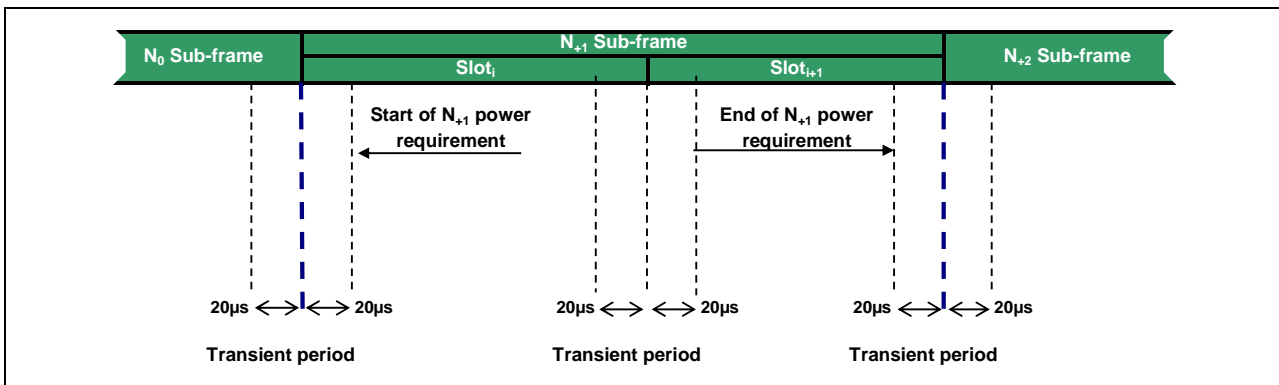 N₀ Sub-frame
N₊₁ Sub-frame
N₊₂ Sub-frame
Slotᵢ
Slotᵢ₊₁
Start of N₊₁ power
requirement
End of N₊₁ power
requirement
20µs
20µs
20µs
20µs
20µs
20µs
Transient period
Transient period
Transient period